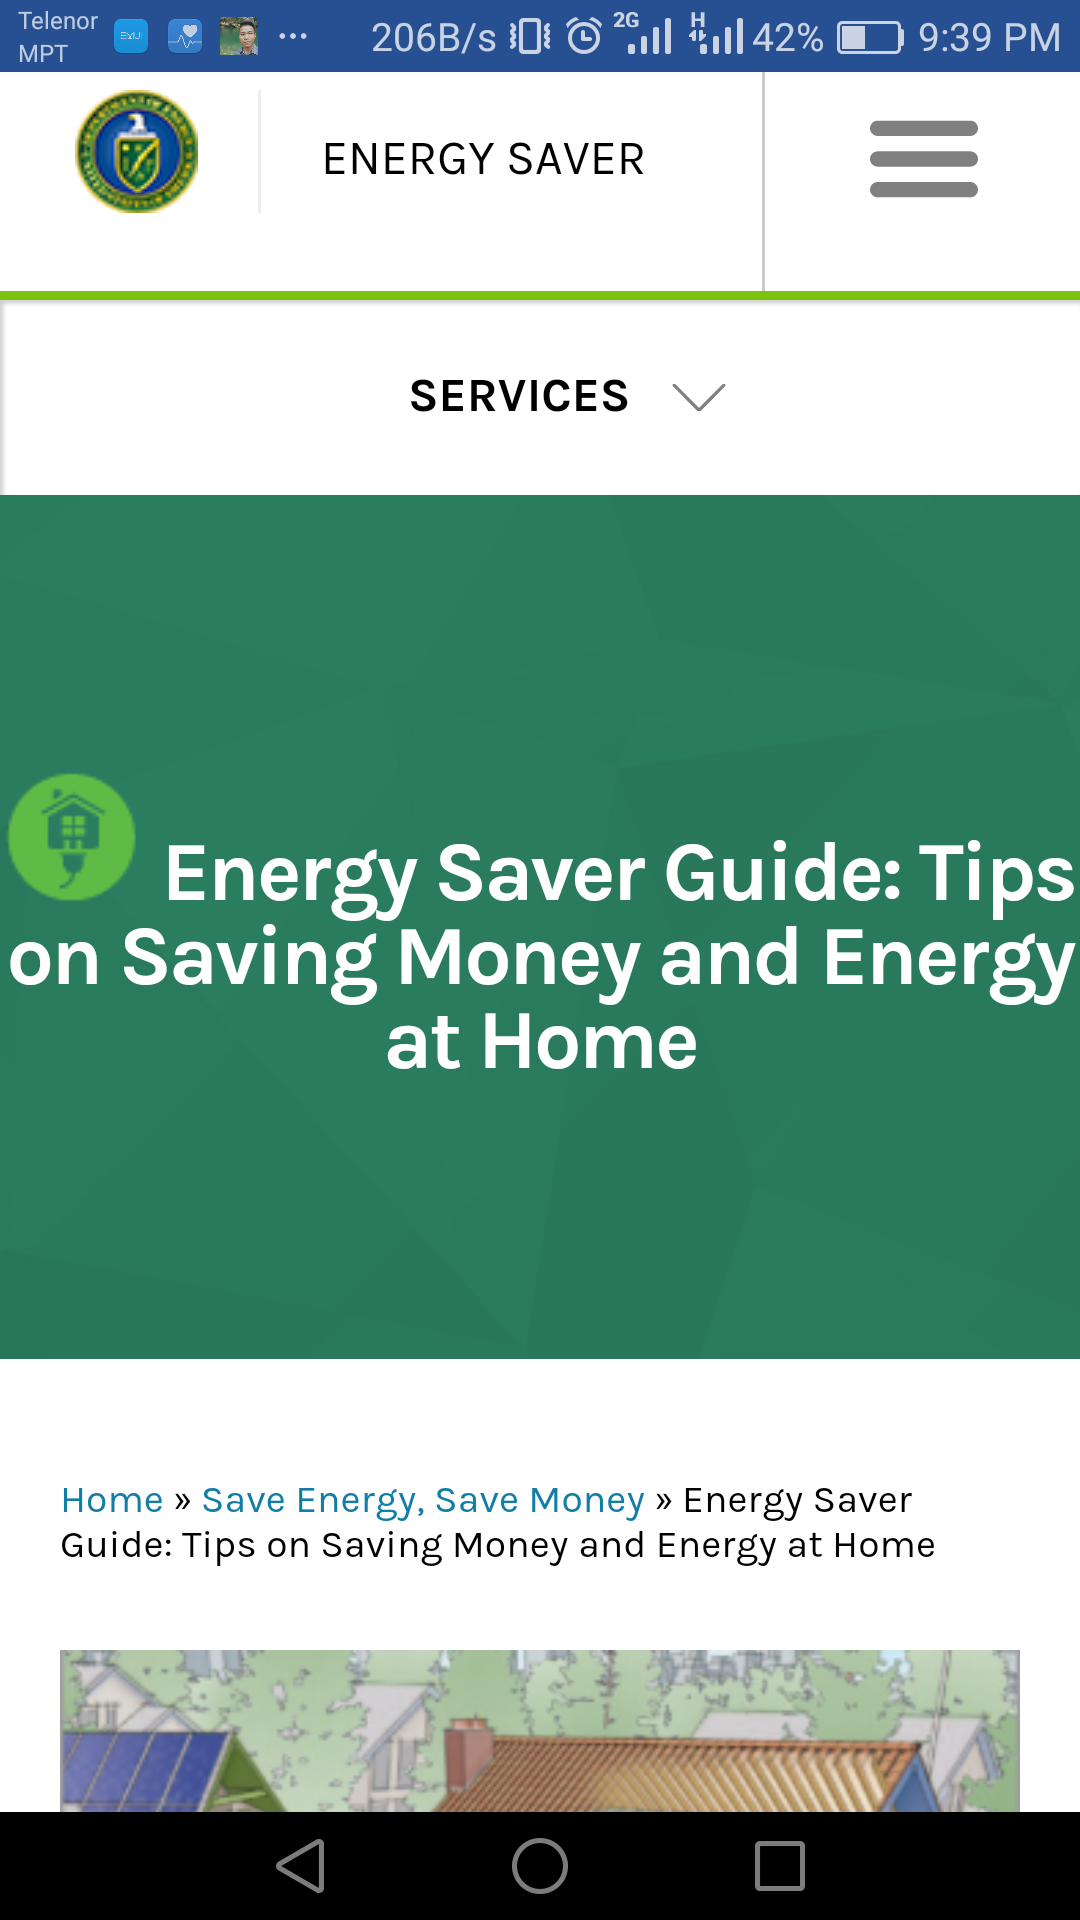 Telenor
MPT
206B/s 2G H 42% 9:39 PM
ENERGY SAVER
SERVICES
Energy Saver Guide: Tips
on Saving Money and Energy
at Home
Home » Save Energy, Save Money » Energy Saver
Guide: Tips on Saving Money and Energy at Home